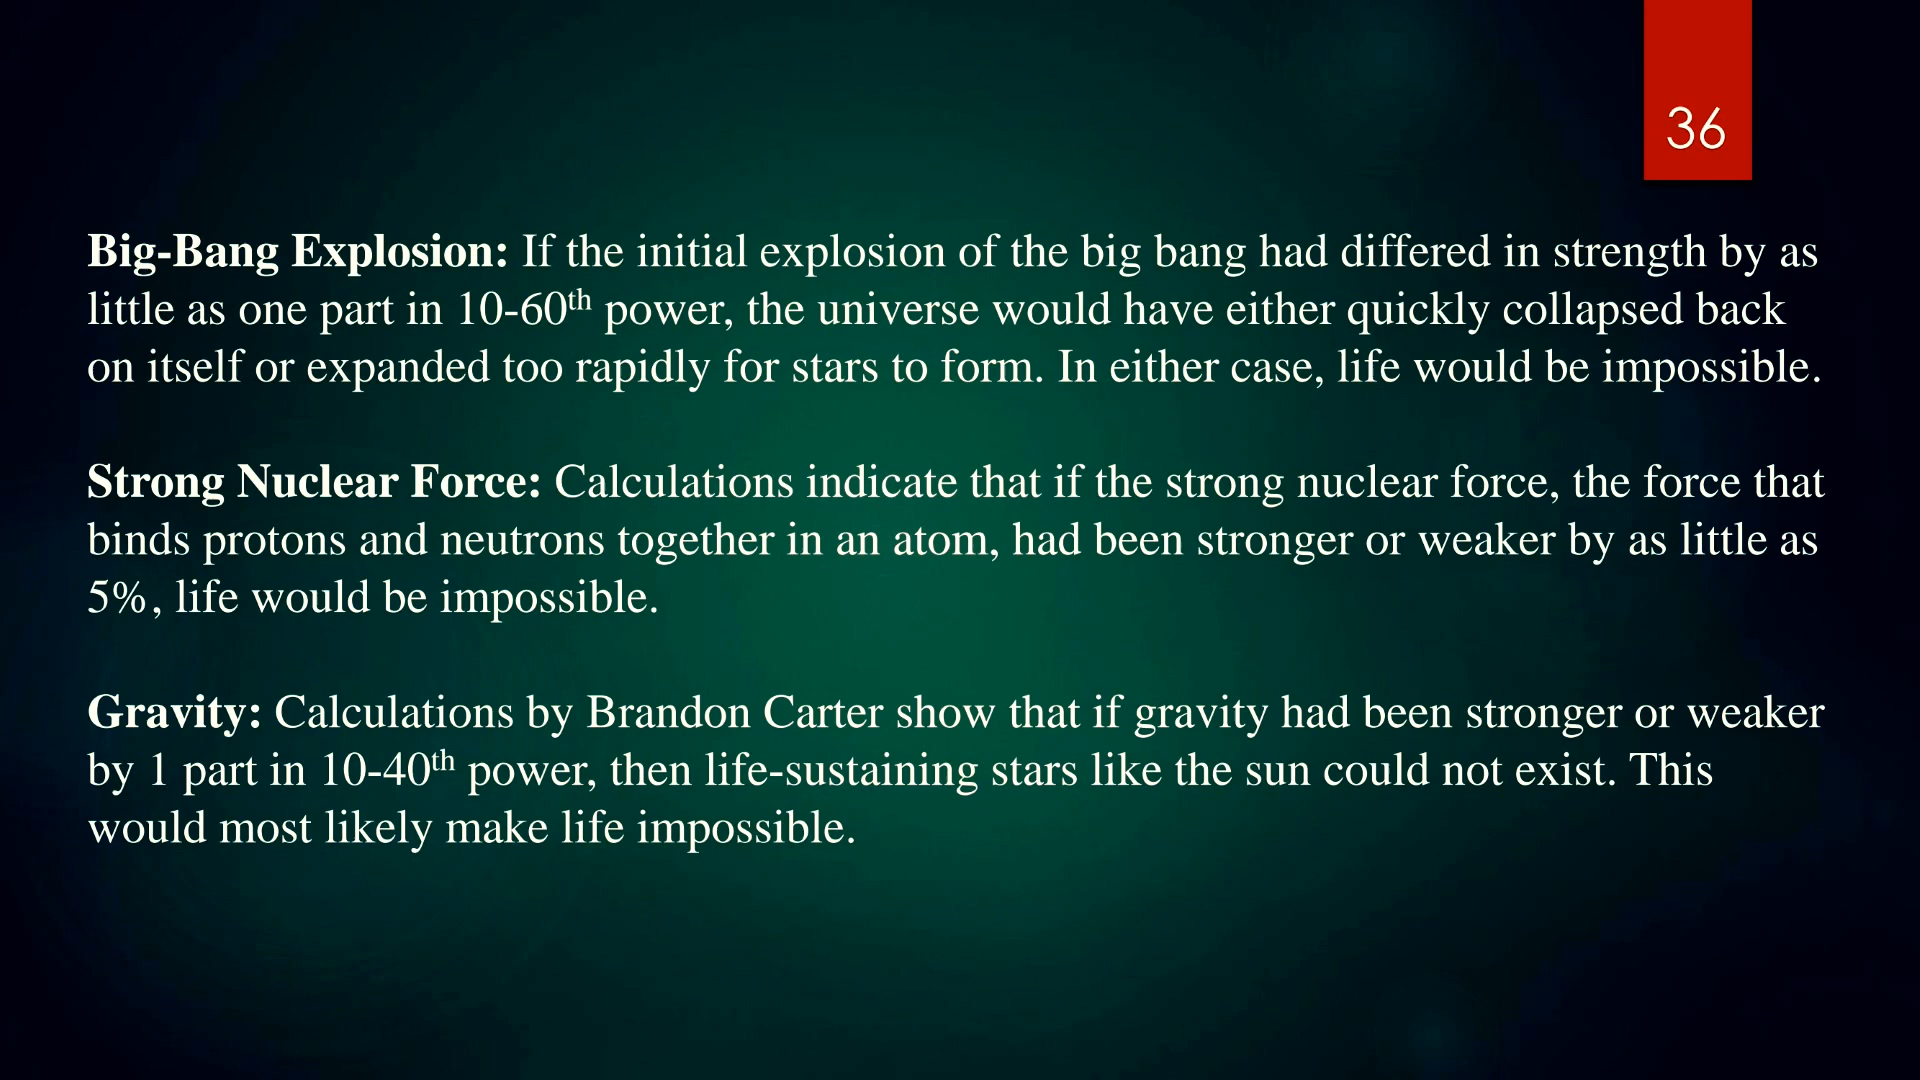 36
Big-Bang Explosion: If the initial explosion of the big bang had differed in strength by as
little as one part in 10-60th power, the universe would have either quickly collapsed back
on itself or expanded too rapidly for stars to form. In either case, life would be impossible.
Strong Nuclear Force: Calculations indicate that if the strong nuclear force, the force that
binds protons and neutrons together in an atom, had been stronger or weaker by as little as
5%, life would be impossible.
Gravity: Calculations by Brandon Carter show that if gravity had been stronger or weaker
by 1 part in 10-40th power, then life-sustaining stars like the sun could not exist. This
would most likely make life impossible.